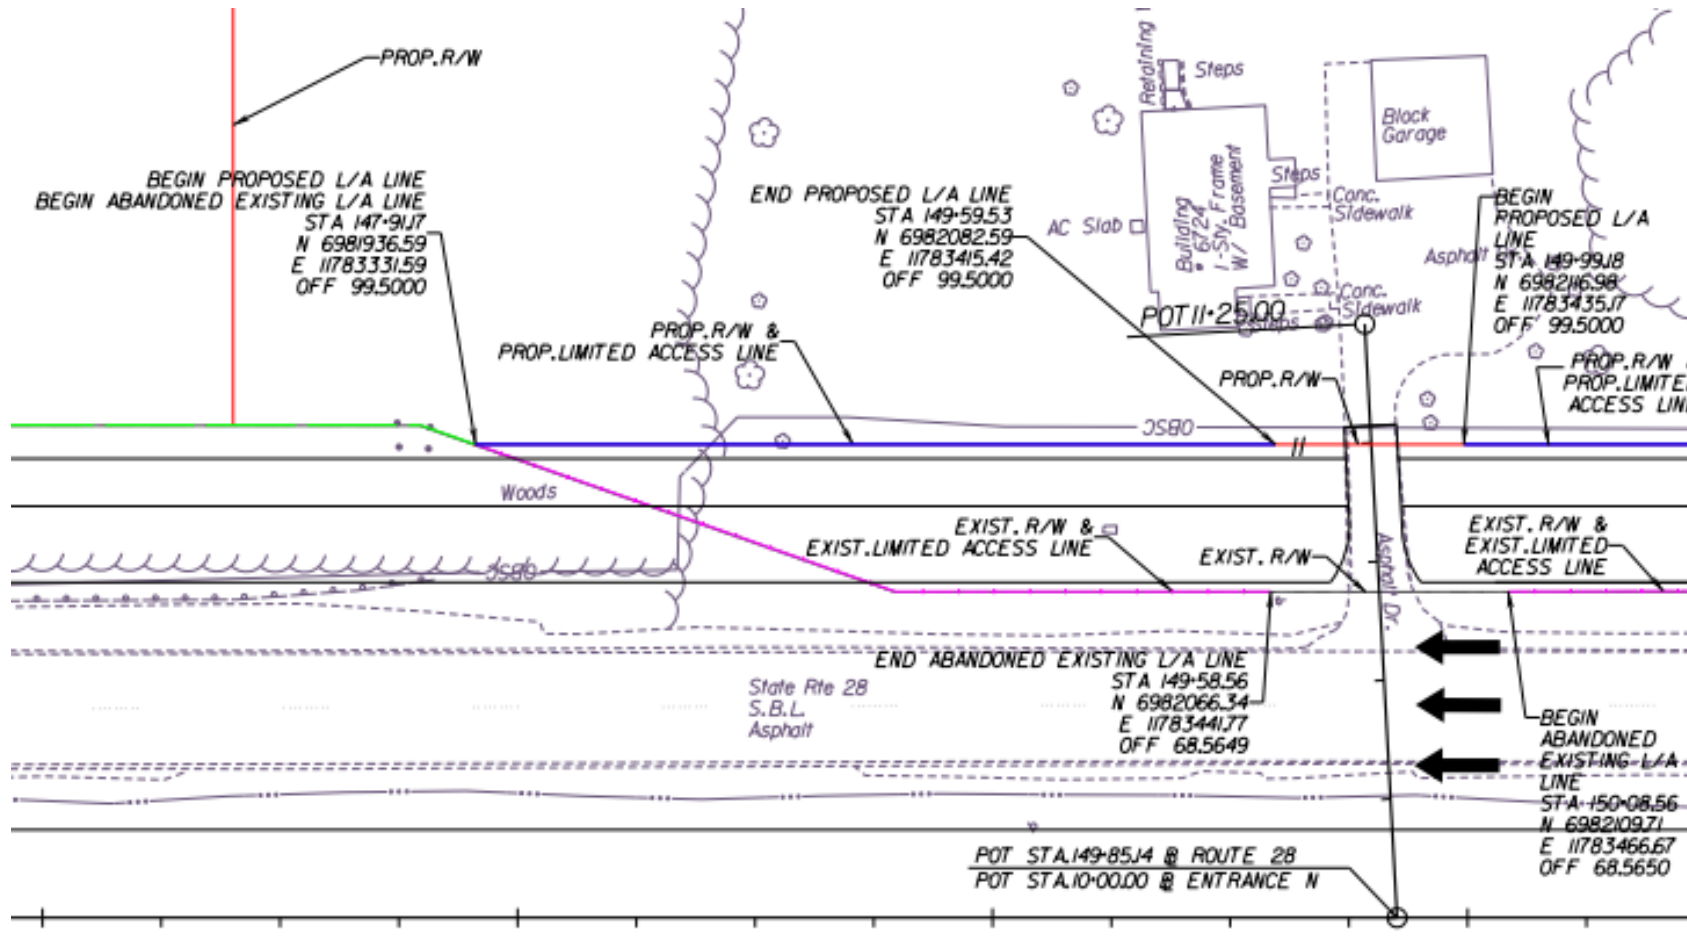 PROP. R/W
BEGIN PROPOSED L/A LINE
BEGIN ABANDONED EXISTING L/A LINE
STA 147+91.17
N 6981936.59
E 11783331.59
OFF 99.5000
END PROPOSED L/A LINE
STA 149+59.53
N 6982082.59
E 11783415.42
OFF 99.5000
PROP. R/W &
PROP. LIMITED ACCESS LINE
Retaining
Steps
Building
* 6724
1-Sty. Frame
W/ Basement
Steps
AC Slab
Block
Garage
Conc.
Sidewalk
Conc.
Sidewalk
Steps
Asphalt
BEGIN
PROPOSED L/A
LINE
STA 149+99.18
N 6982116.98
E 11783435.17
OFF 99.5000
POT 11+25.00
PROP. R/W
PROP. R/W
PROP. LIMITE
ACCESS LIN
OBSC
Woods
OBSC
EXIST. R/W &
EXIST. LIMITED ACCESS LINE
EXIST. R/W
EXIST. R/W &
EXIST. LIMITED
ACCESS LINE
Asphalt Dr.
END ABANDONED EXISTING L/A LINE
STA 149+58.56
N 6982066.34
E 11783441.77
OFF 68.5649
State Rte 28
S.B.L.
Asphalt
BEGIN
ABANDONED
EXISTING L/A
LINE
STA 150+08.56
N 6982109.71
E 11783466.67
OFF 68.5650
POT STA. 149+85.14 @ ROUTE 28
POT STA. 10+00.00 @ ENTRANCE N